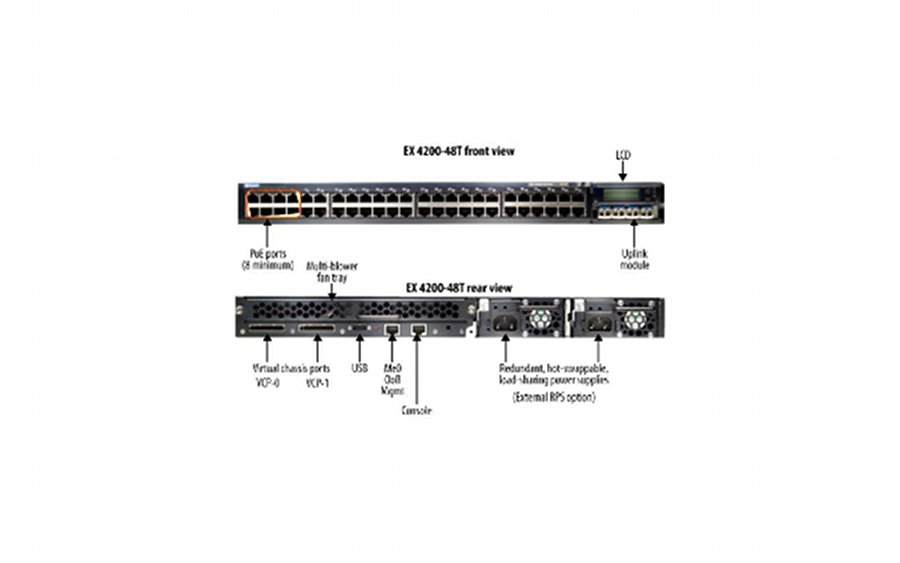 EX 4200-48T front view
LCD
PoE ports
(8 minimum)
Uplink
module
Multi-blower
fan tray
EX 4200-48T rear view
Virtual chassis ports
VCP-0
VCP-1
USB
Me0
OoB
Mgmt
Console
Redundant, hot-swappable,
load-sharing power supplies
(External RPS option)